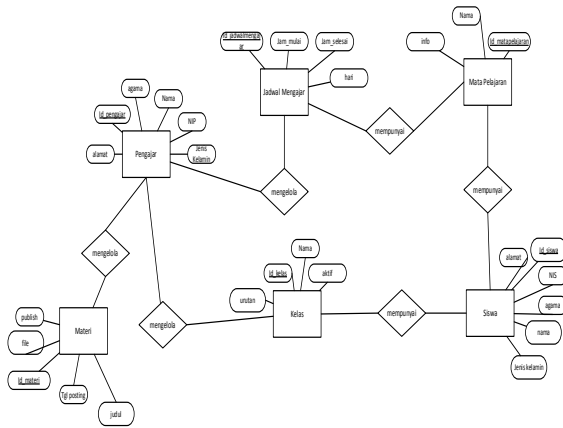 Id_jadwalmengaj
ar
Jam_mulai
Jam_selesai
hari
Jadwal Mengajar
Nama
info
Id_matapelajaran
Mata Pelajaran
mempunyai
agama
Nama
Id_pengajar
NIP
alamat
Pengajar
Jenis
Kelamin
mengelola
mempunyai
mengelola
Nama
Id_kelas
aktif
urutan
Kelas
mengelola
mempunyai
alamat
Id_siswa
NIS
agama
nama
Jenis kelamin
Siswa
publish
file
Materi
Id_materi
Tgl posting
judul